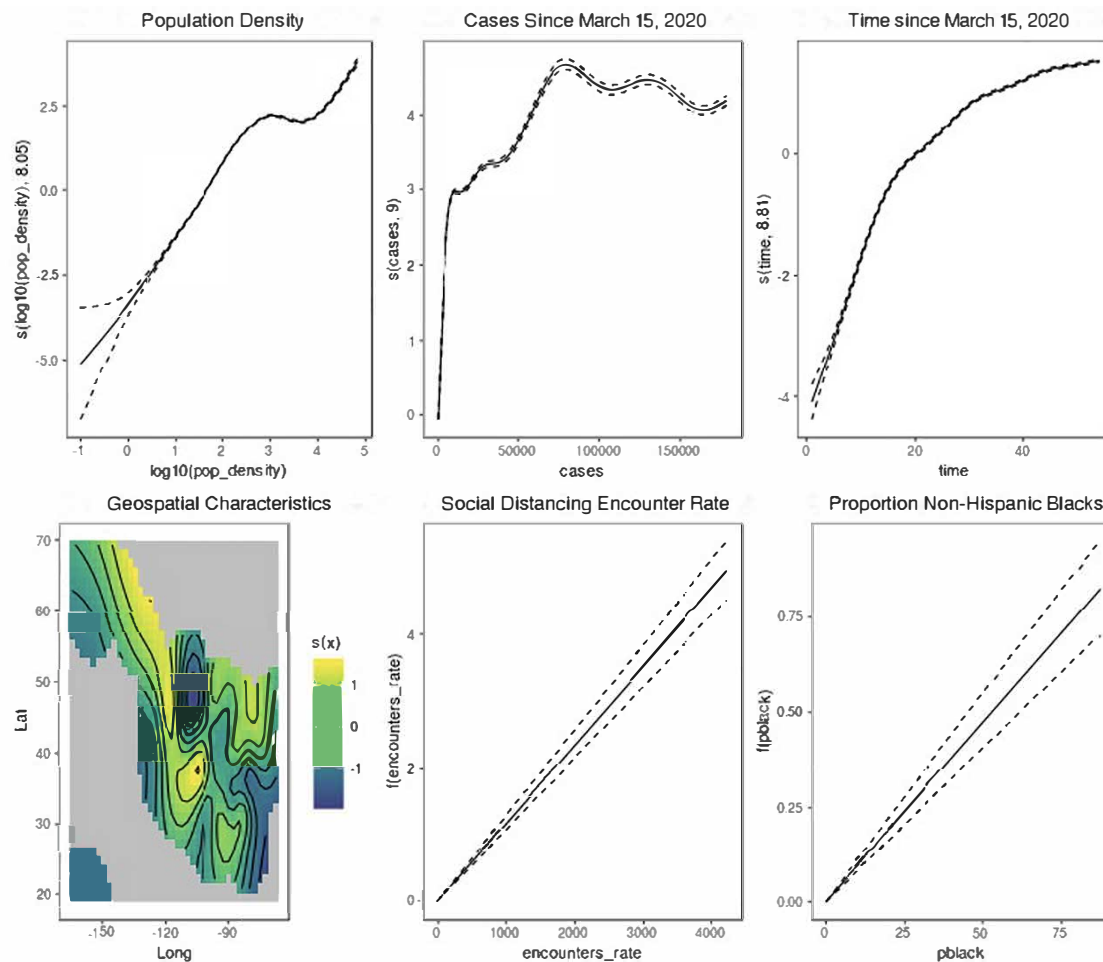 Population Density
Cases Since March 15, 2020
Time since March 15, 2020
s(log10(pop_density), 8.05)
2.5
0.0
-2.5
-5.0
-1
0
1
2
3
4
5
log10(pop_density)
s(cases, 9)
4
3
2
1
0
0
50000
100000
150000
cases
s(time, 8.81)
0
-2
-4
0
20
40
time
Geospatial Characteristics
Social Distancing Encounter Rate
Proportion Non-Hispanic Blacks
Lat
70
60
50
40
30
20
-150
-120
-90
Long
s(x)
1
0
-1
f(encounters_rate)
4
2
0
0
1000
2000
3000
4000
encounters_rate
f(pblack)
0.75
0.50
0.25
0.00
0
25
50
75
pblack